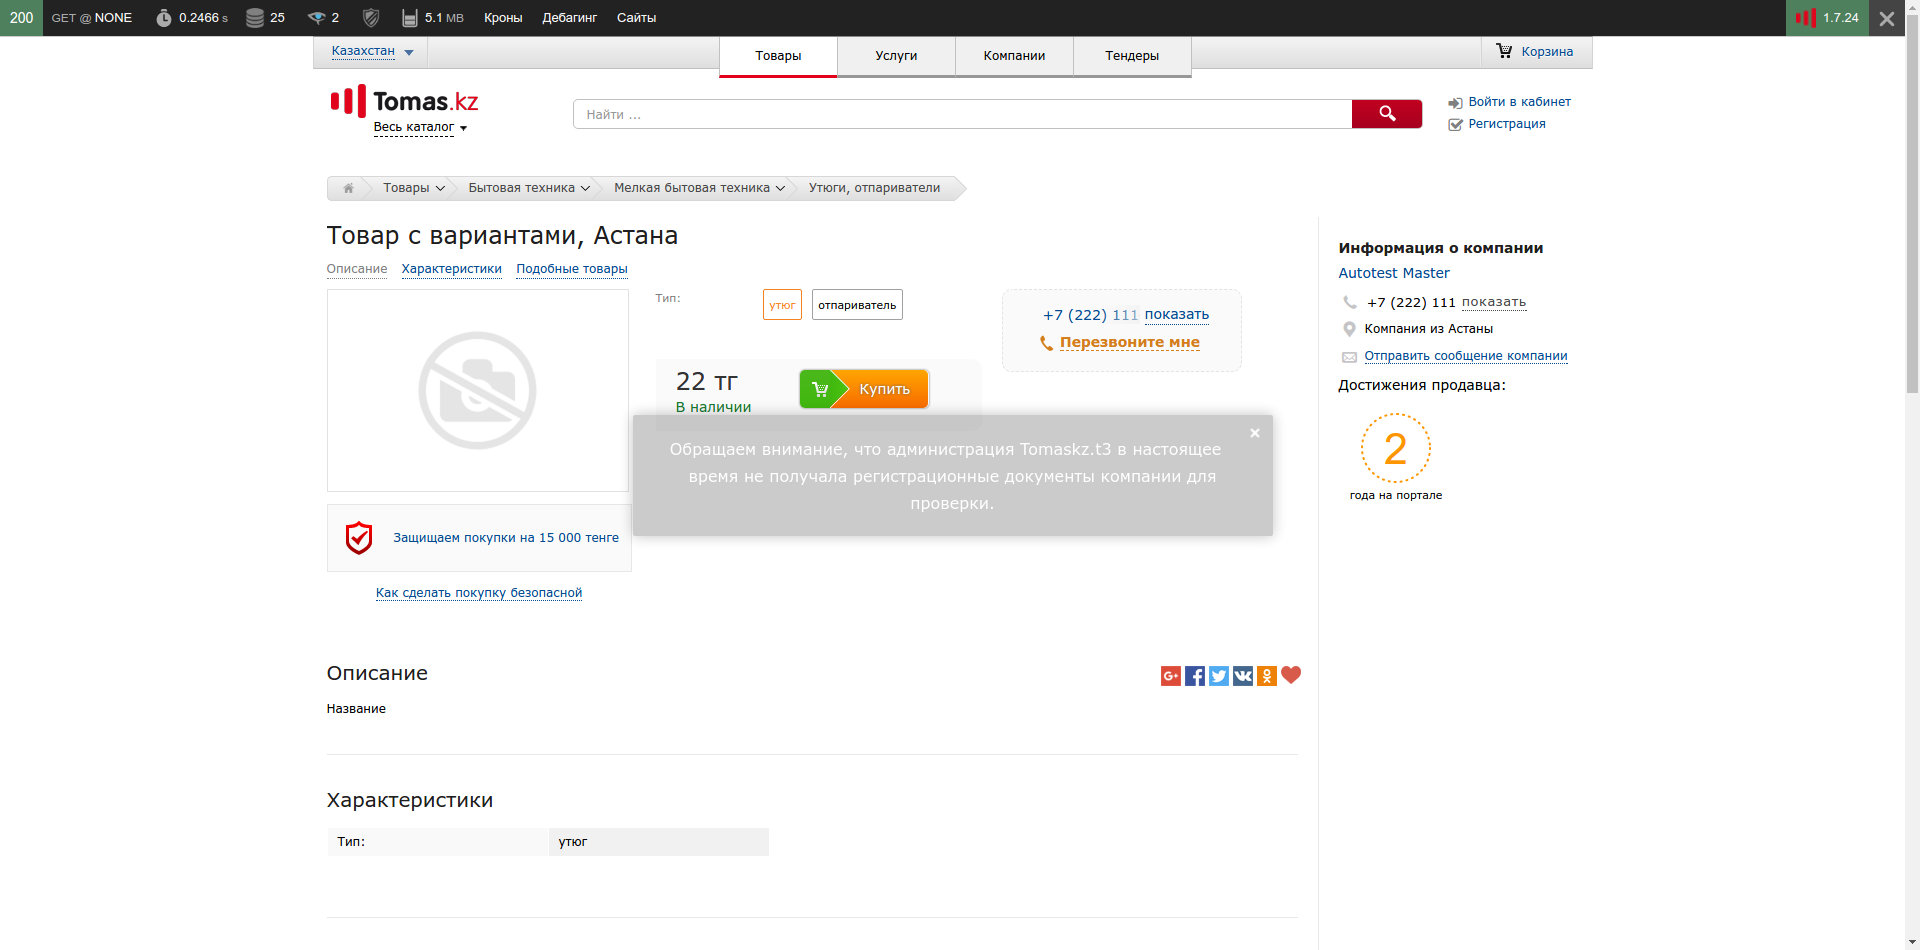 200 GET @ NONE 0.2466 s 25 2 5.1 MB Кроны Дебагинг Сайты 1.7.24
Казахстан Товары Услуги Компании Тендеры Корзина
Tomas.kz
Весь каталог
Найти ...
Войти в кабинет
Регистрация
Товары Бытовая техника Мелкая бытовая техника Утюги, отпариватели
Товар с вариантами, Астана
Описание Характеристики Подобные товары
Тип: утюг отпариватель
22 тг
В наличии
Купить
+7 (222) 111 показать
Перезвоните мне
Обращаем внимание, что администрация Tomaskz.t3 в настоящее
время не получала регистрационные документы компании для
проверки.
×
Защищаем покупки на 15 000 тенге
Как сделать покупку безопасной
Информация о компании
Autotest Master
+7 (222) 111 показать
Компания из Астаны
Отправить сообщение компании
Достижения продавца:
2
года на портале
Описание
G+
Название
Характеристики
Тип: утюг